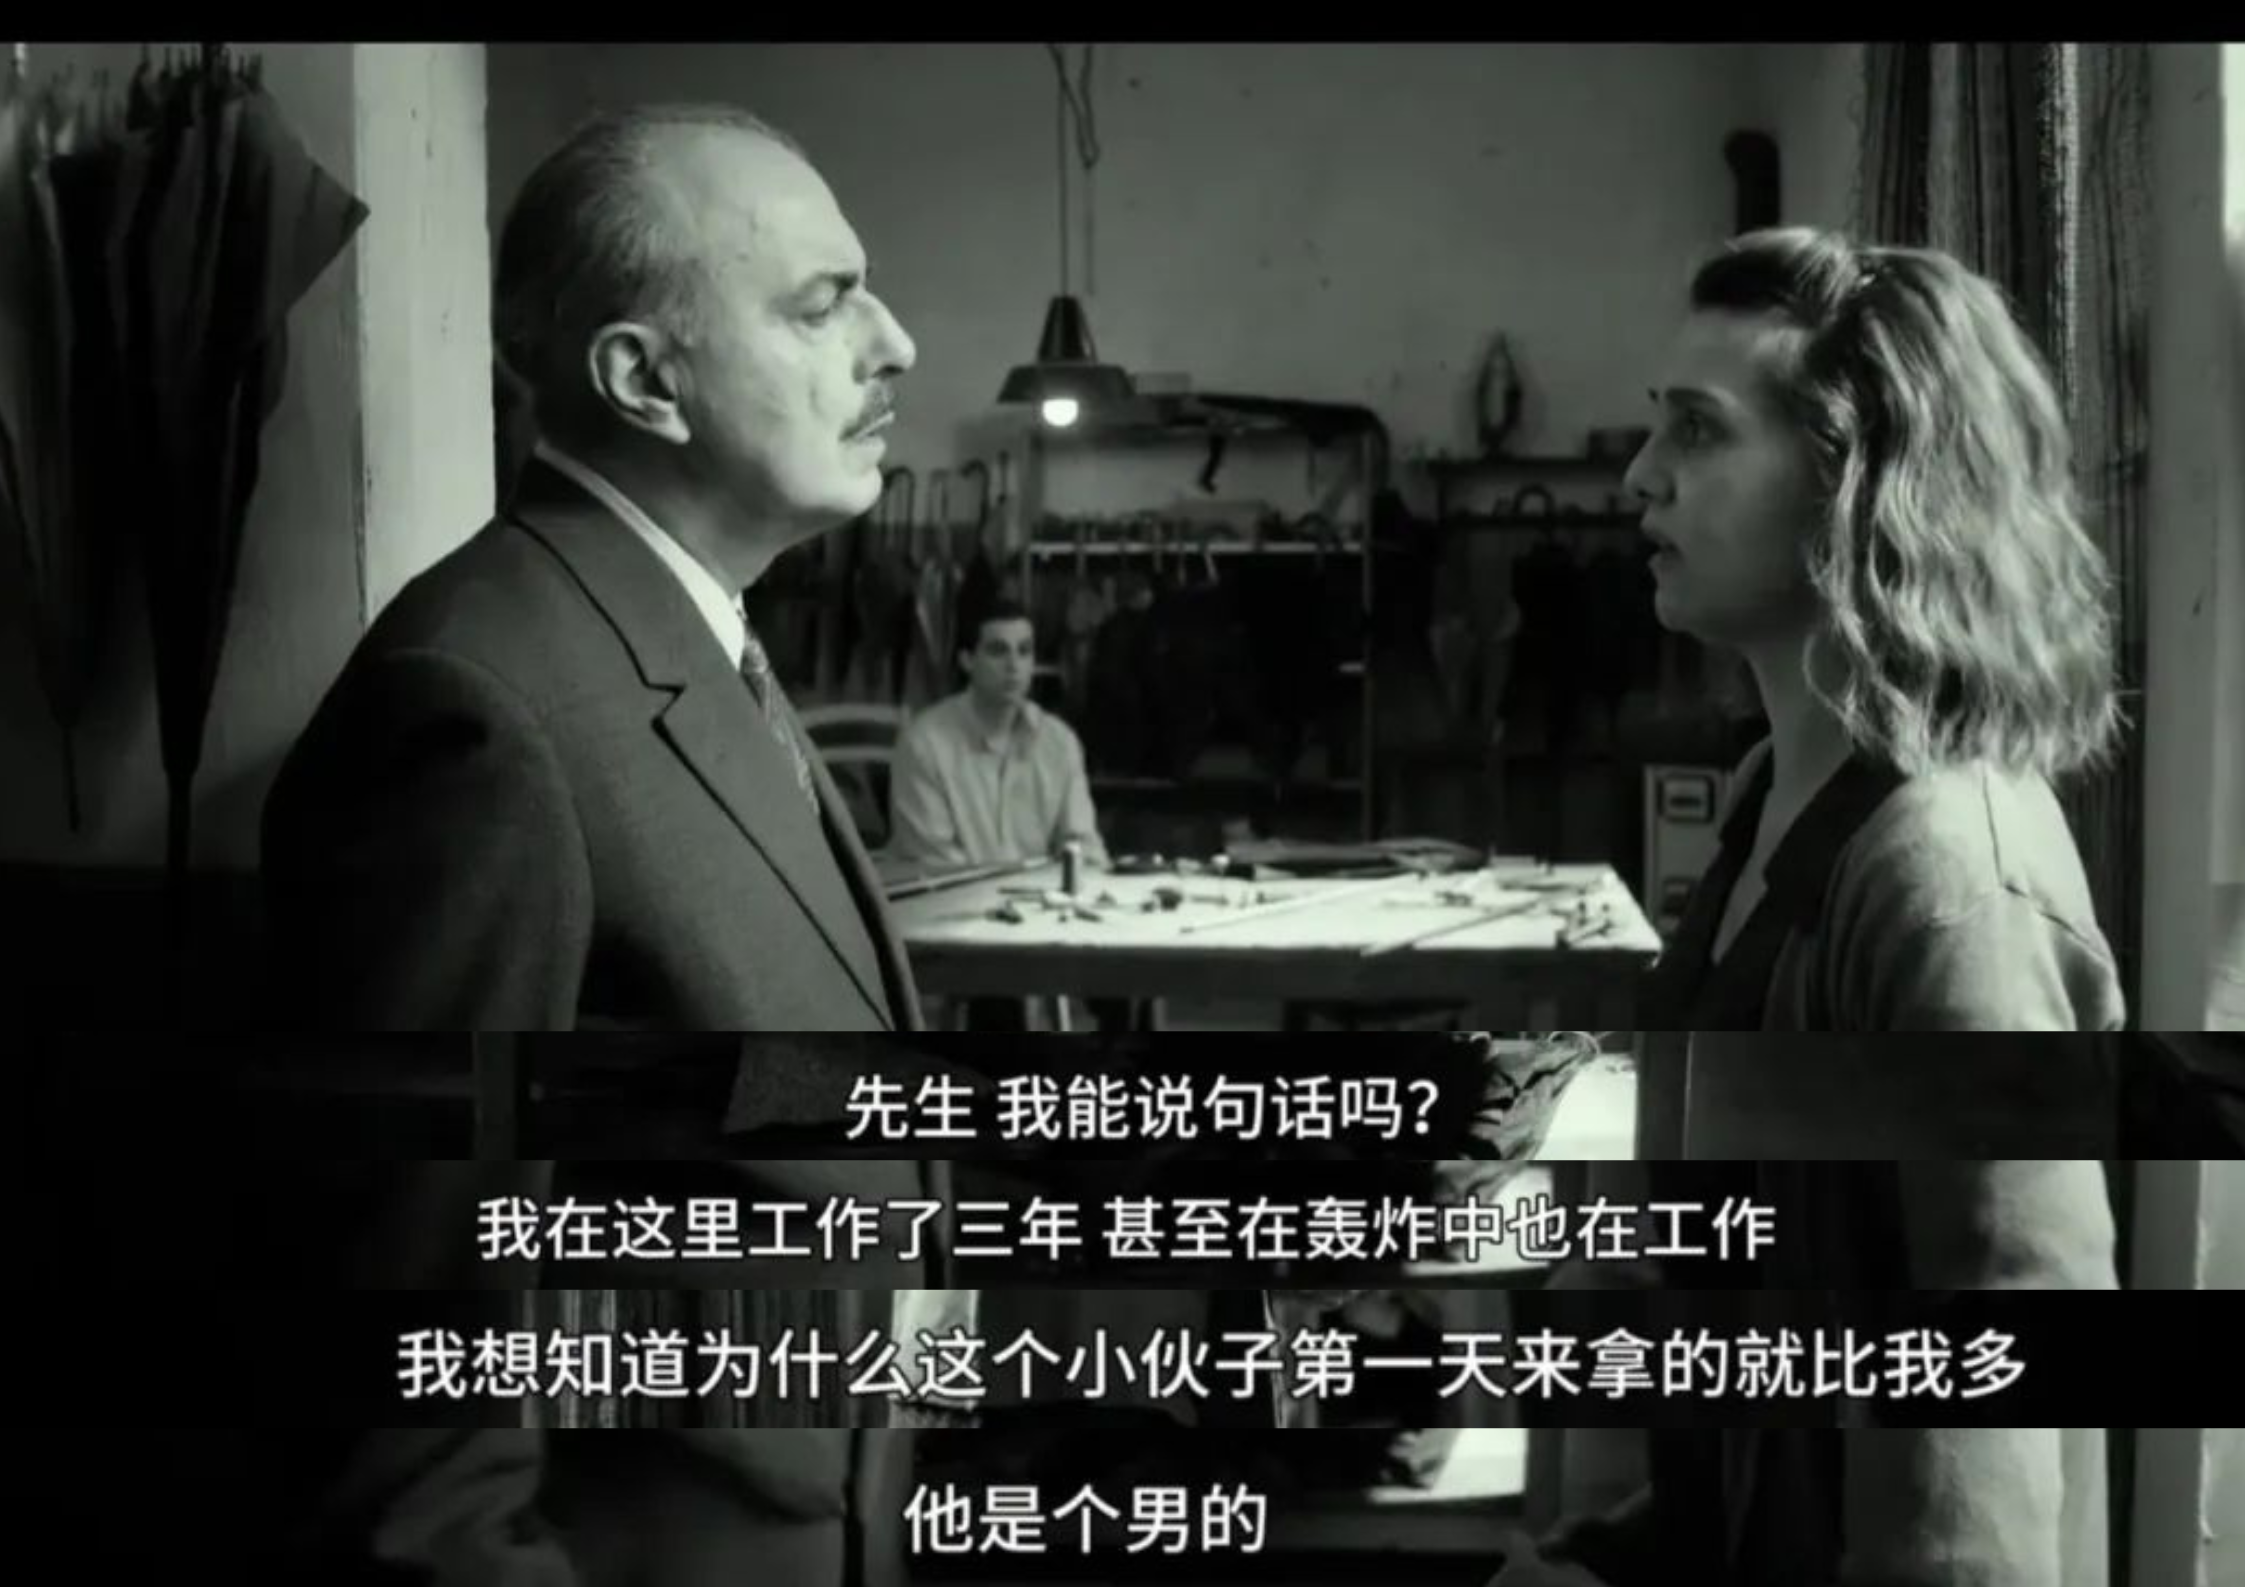 先生 我能说句话吗？
我在这里工作了三年 甚至在轰炸中也在工作
我想知道为什么这个小伙子第一天来拿的就比我多
他是个男的